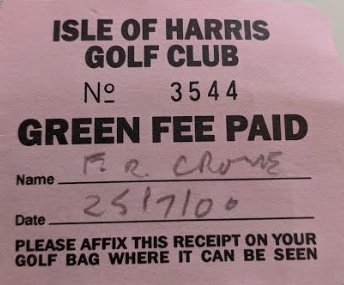 ISLE OF HARRIS
GOLF CLUB
Nº 3544
GREEN FEE PAID
Name F. R. CROWE
Date 25/7/00
PLEASE AFFIX THIS RECEIPT ON YOUR
GOLF BAG WHERE IT CAN BE SEEN